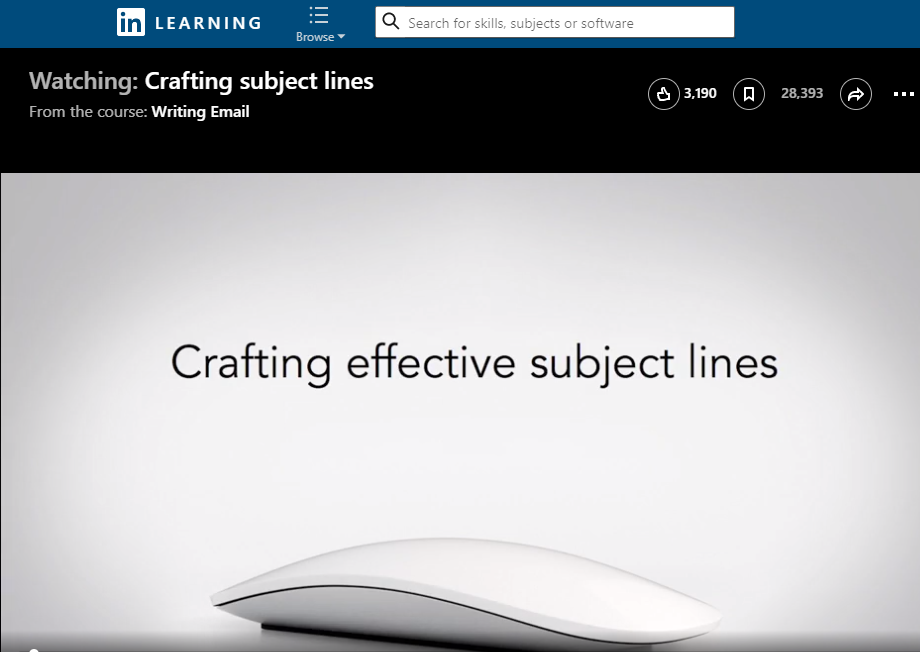 in LEARNING
Browse
Search for skills, subjects or software
Watching: Crafting subject lines
From the course: Writing Email
3,190
28,393
Crafting effective subject lines